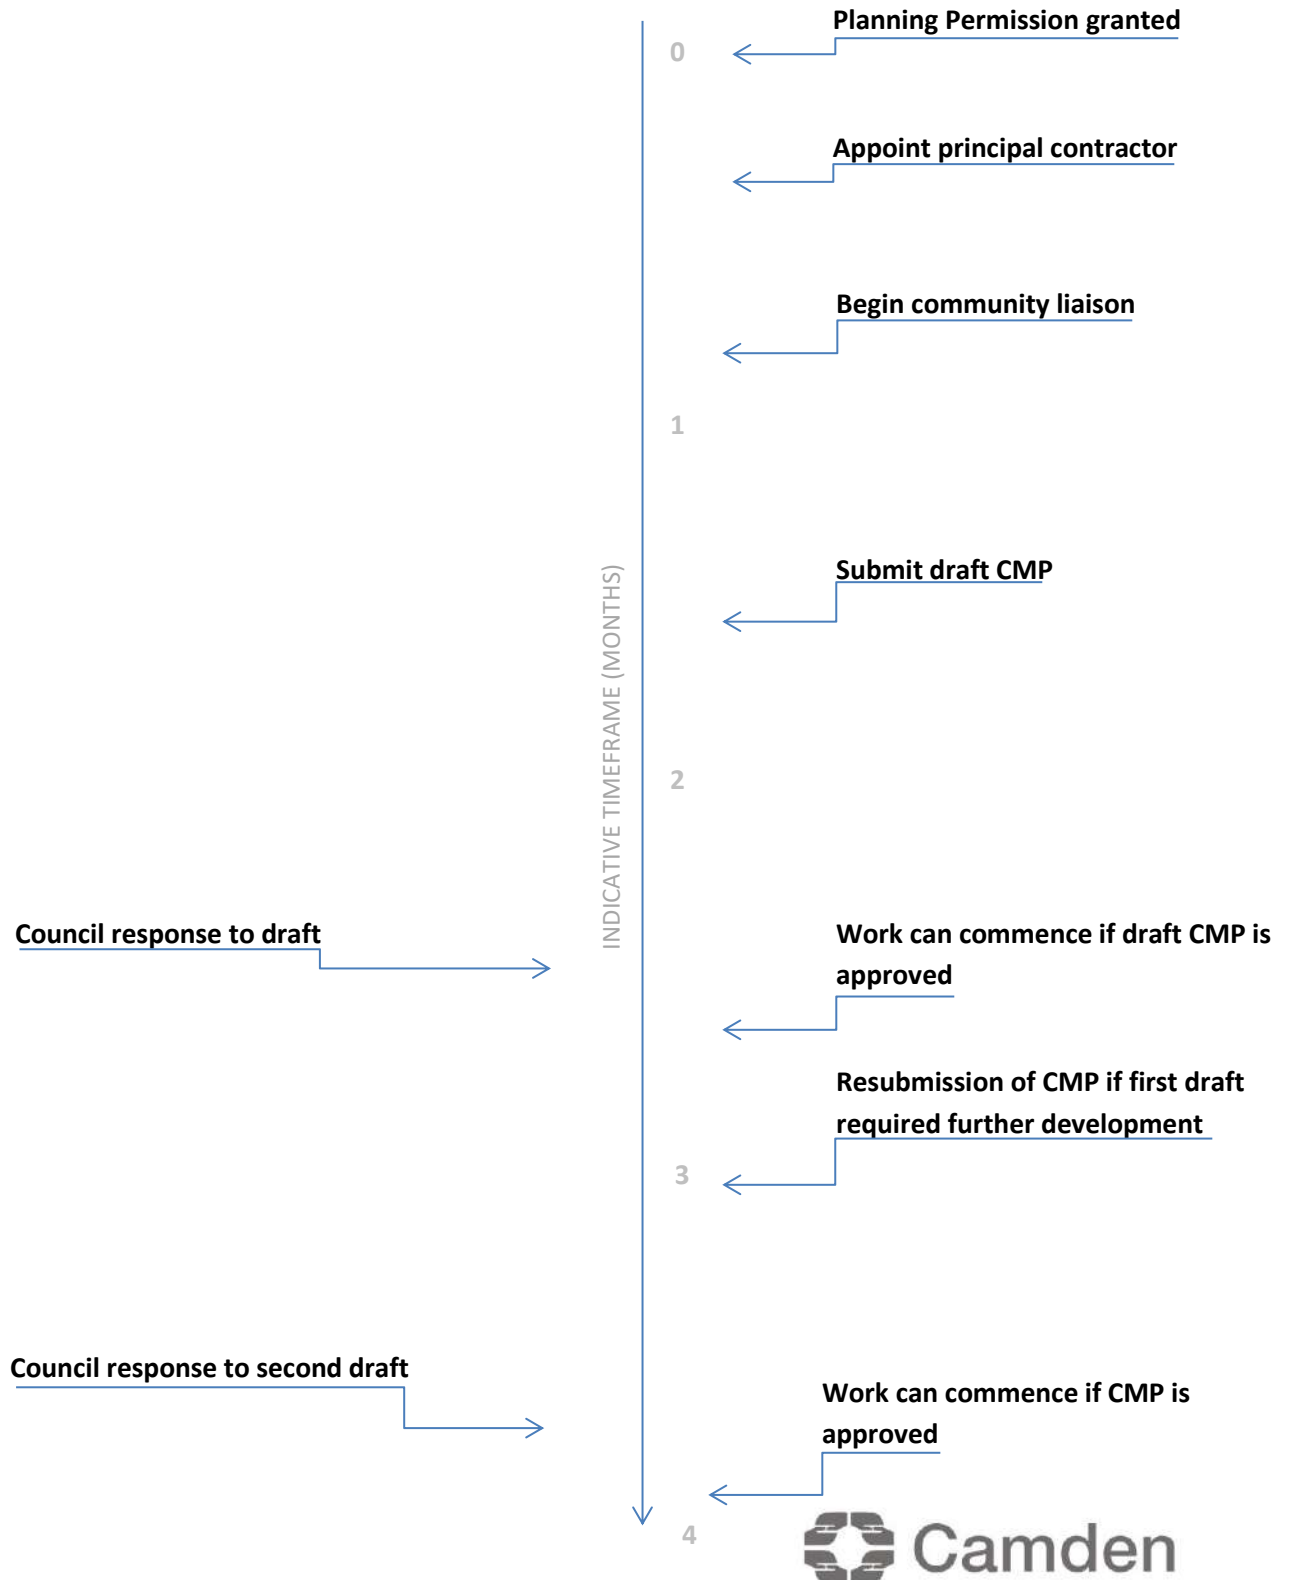 Planning Permission granted
0
Appoint principal contractor
Begin community liaison
1
Submit draft CMP
INDICATIVE TIMEFRAME (MONTHS)
2
Council response to draft
Work can commence if draft CMP is
approved
Resubmission of CMP if first draft
required further development
3
Council response to second draft
Work can commence if CMP is
approved
4
Camden